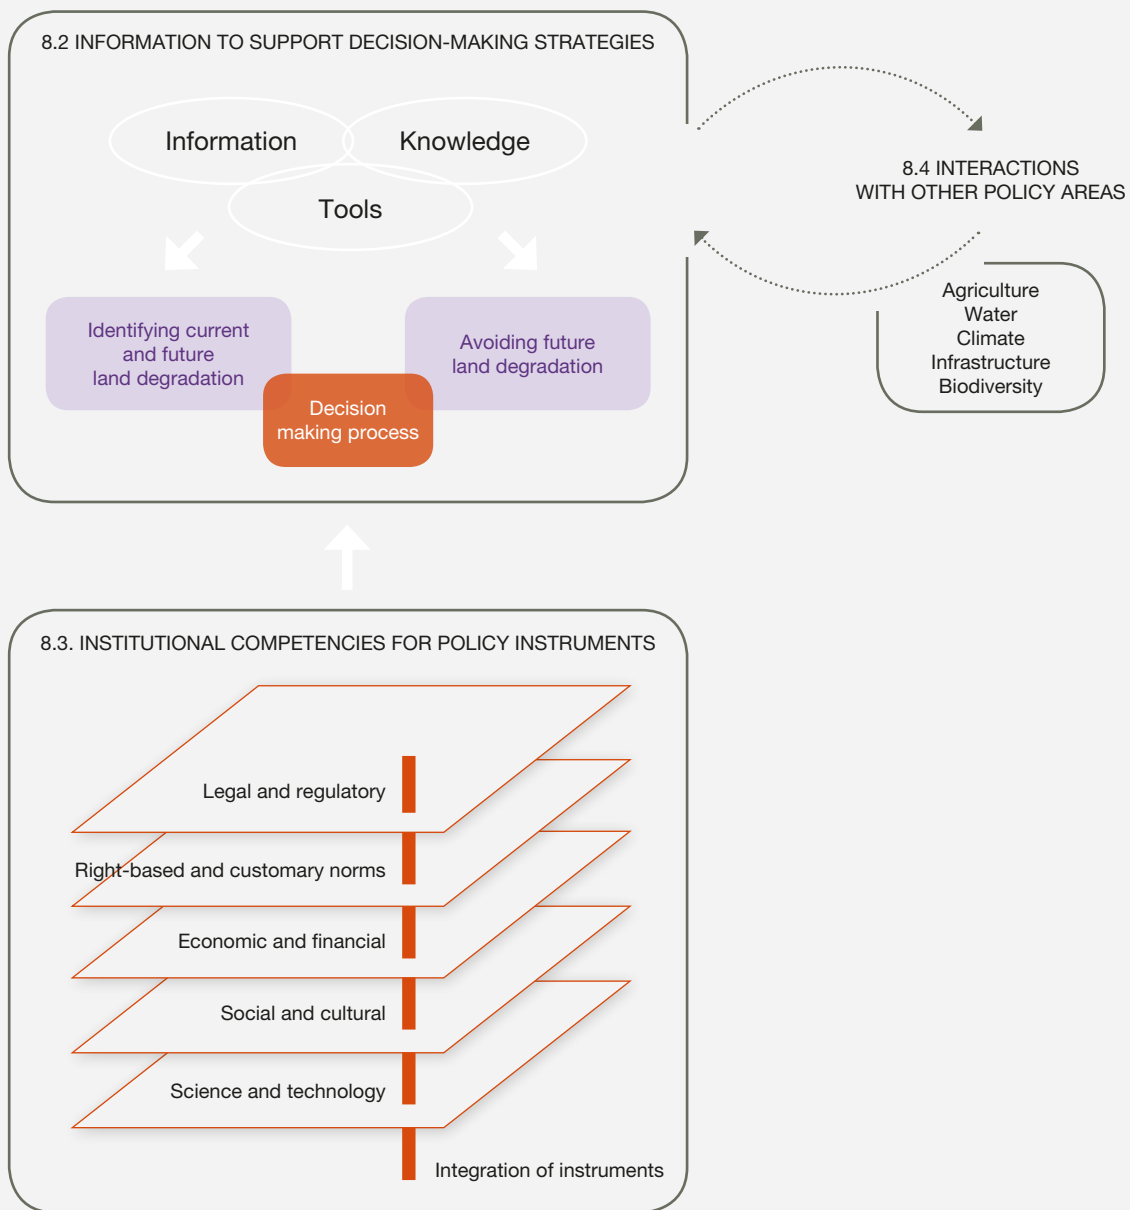 8.2 INFORMATION TO SUPPORT DECISION-MAKING STRATEGIES
Information
Knowledge
Tools
Identifying current
and future
land degradation
Avoiding future
land degradation
Decision
making process
8.4 INTERACTIONS
WITH OTHER POLICY AREAS
Agriculture
Water
Climate
Infrastructure
Biodiversity
8.3. INSTITUTIONAL COMPETENCIES FOR POLICY INSTRUMENTS
Legal and regulatory
Right-based and customary norms
Economic and financial
Social and cultural
Science and technology
Integration of instruments